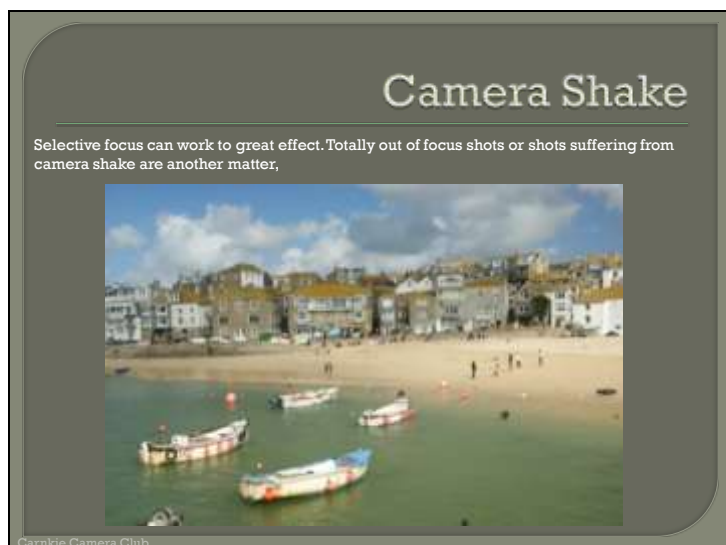 Camera Shake
Selective focus can work to great effect. Totally out of focus shots or shots suffering from
camera shake are another matter,
Carnkie Camera Club